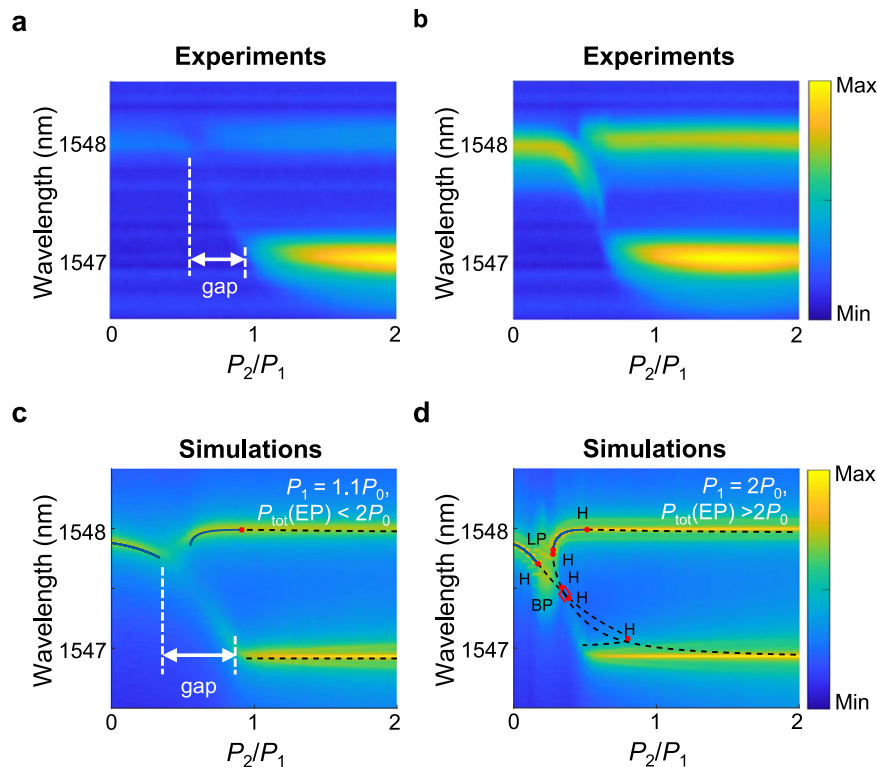 a
Experiments
Wavelength (nm)
1548
1547
gap
0
1
2
P₂/P₁
b
Experiments
Wavelength (nm)
1548
1547
0
1
2
P₂/P₁
Max
Min
c
Simulations
Wavelength (nm)
1548
1547
P₁ = 1.1P₀,
Pₜₒₜ(EP) < 2P₀
gap
0
1
2
P₂/P₁
d
Simulations
Wavelength (nm)
1548
1547
P₁ = 2P₀,
Pₜₒₜ(EP) >2P₀
H
LP
H
H
H
H
BP
H
0
1
2
P₂/P₁
Max
Min